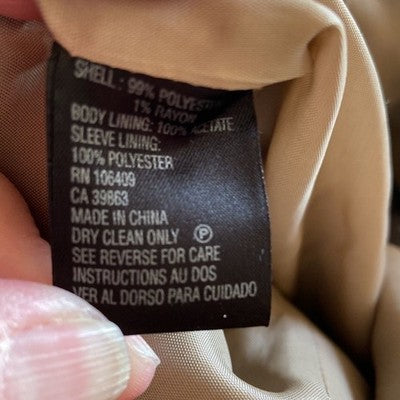 SHELL: 99% POLYESTER
1% RAYON
BODY LINING: 100% ACETATE
SLEEVE LINING:
100% POLYESTER
RN 106409
CA 39863
MADE IN CHINA
DRY CLEAN ONLY Ⓟ
SEE REVERSE FOR CARE
INSTRUCTIONS AU DOS
VER AL DORSO PARA CUIDADO